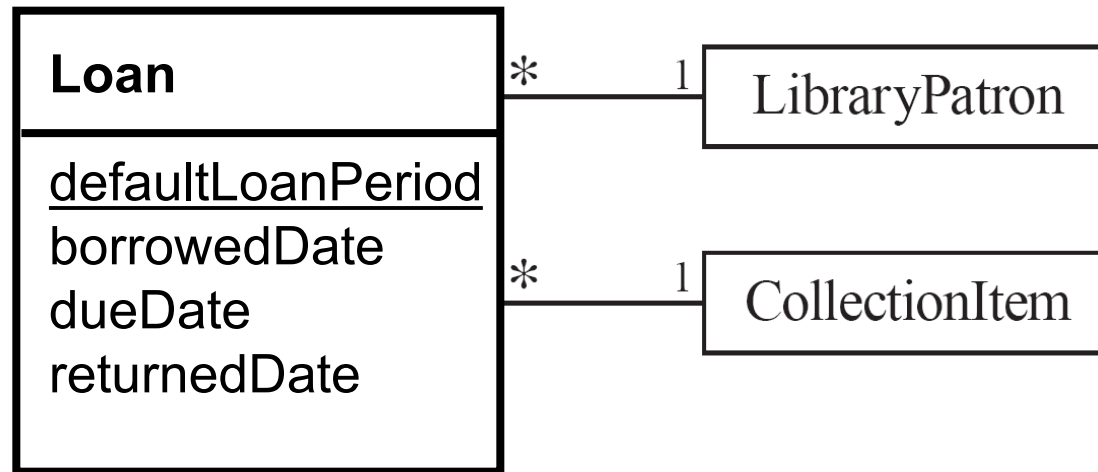 Loan
defaultLoanPeriod
borrowedDate
dueDate
returnedDate
* 1
LibraryPatron
* 1
CollectionItem